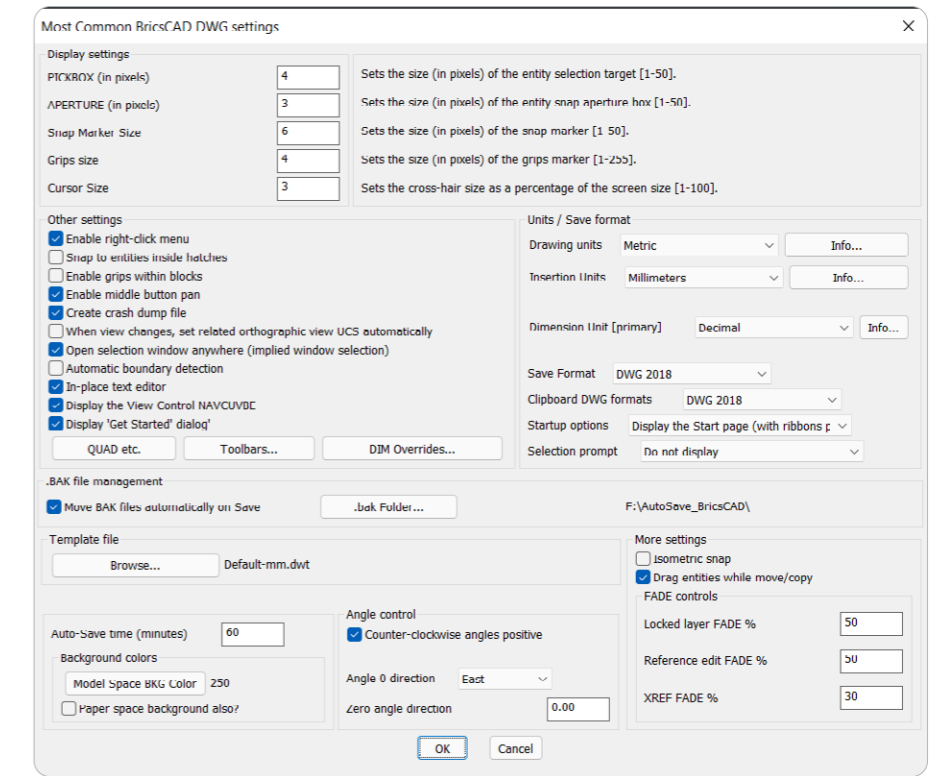 Most Common BricsCAD DWG settings
Display settings
PICKBOX (in pixels) 4 Sets the size (in pixels) of the entity selection target [1-50].
APERTURE (in pixels) 3 Sets the size (in pixels) of the entity snap aperture box [1-50].
Snap Marker Size 6 Sets the size (in pixels) of the snap marker [1 50].
Grips size 4 Sets the size (in pixels) of the grips marker [1-255].
Cursor Size 3 Sets the cross-hair size as a percentage of the screen size [1-100].
Other settings
Enable right-click menu
Snap to entities inside hatches
Enable grips within blocks
Enable middle button pan
Create crash dump file
When view changes, set related orthographic view UCS automatically
Open selection window anywhere (implied window selection)
Automatic boundary detection
In-place text editor
Display the View Control NAVCUVBE
Display 'Get Started' dialog'
QUAD etc. Toolbars... DIM Overrides...
Units / Save format
Drawing units Metric Info...
Insertion Units Millimeters Info...
Dimension Unit [primary] Decimal Info...
Save Format DWG 2018
Clipboard DWG formats DWG 2018
Startup options Display the Start page (with ribbons p
Selection prompt Do not display
.BAK file management
Move BAK files automatically on Save .bak Folder... F:\AutoSave_BricsCAD\
Template file
Browse... Default-mm.dwt
More settings
Isometric snap
Drag entities while move/copy
FADE controls
Locked layer FADE % 50
Reference edit FADE % 50
XREF FADE % 30
Auto-Save time (minutes) 60
Background colors
Model Space BKG Color 250
Paper space background also?
Angle control
Counter-clockwise angles positive
Angle 0 direction East
Zero angle direction 0.00
OK Cancel